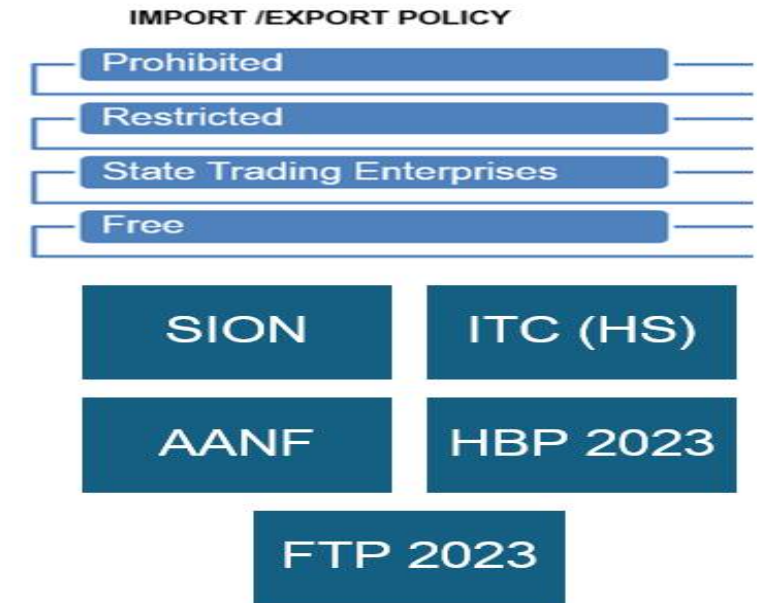 IMPORT /EXPORT POLICY
Prohibited
Restricted
State Trading Enterprises
Free
SION
ITC (HS)
AANF
HBP 2023
FTP 2023